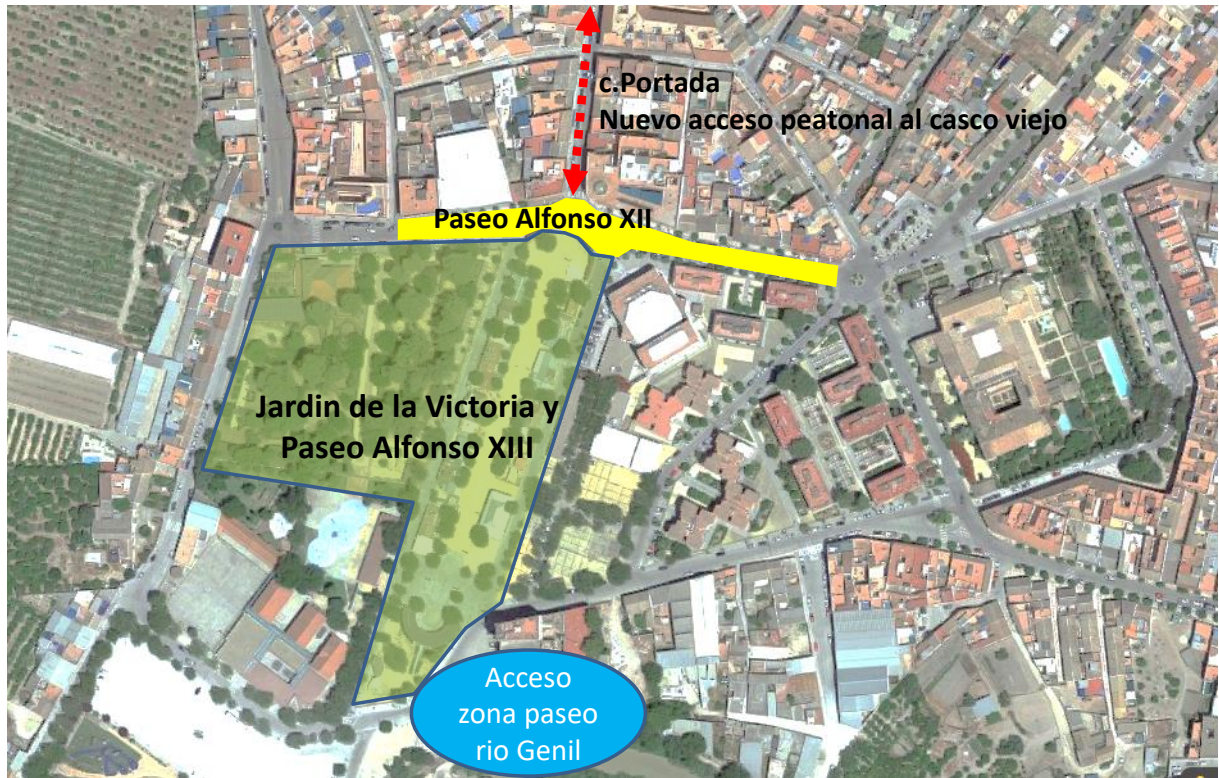 c.Portada
Nuevo acceso peatonal al casco viejo
Paseo Alfonso XII
Jardin de la Victoria y
Paseo Alfonso XIII
Acceso
zona paseo
rio Genil